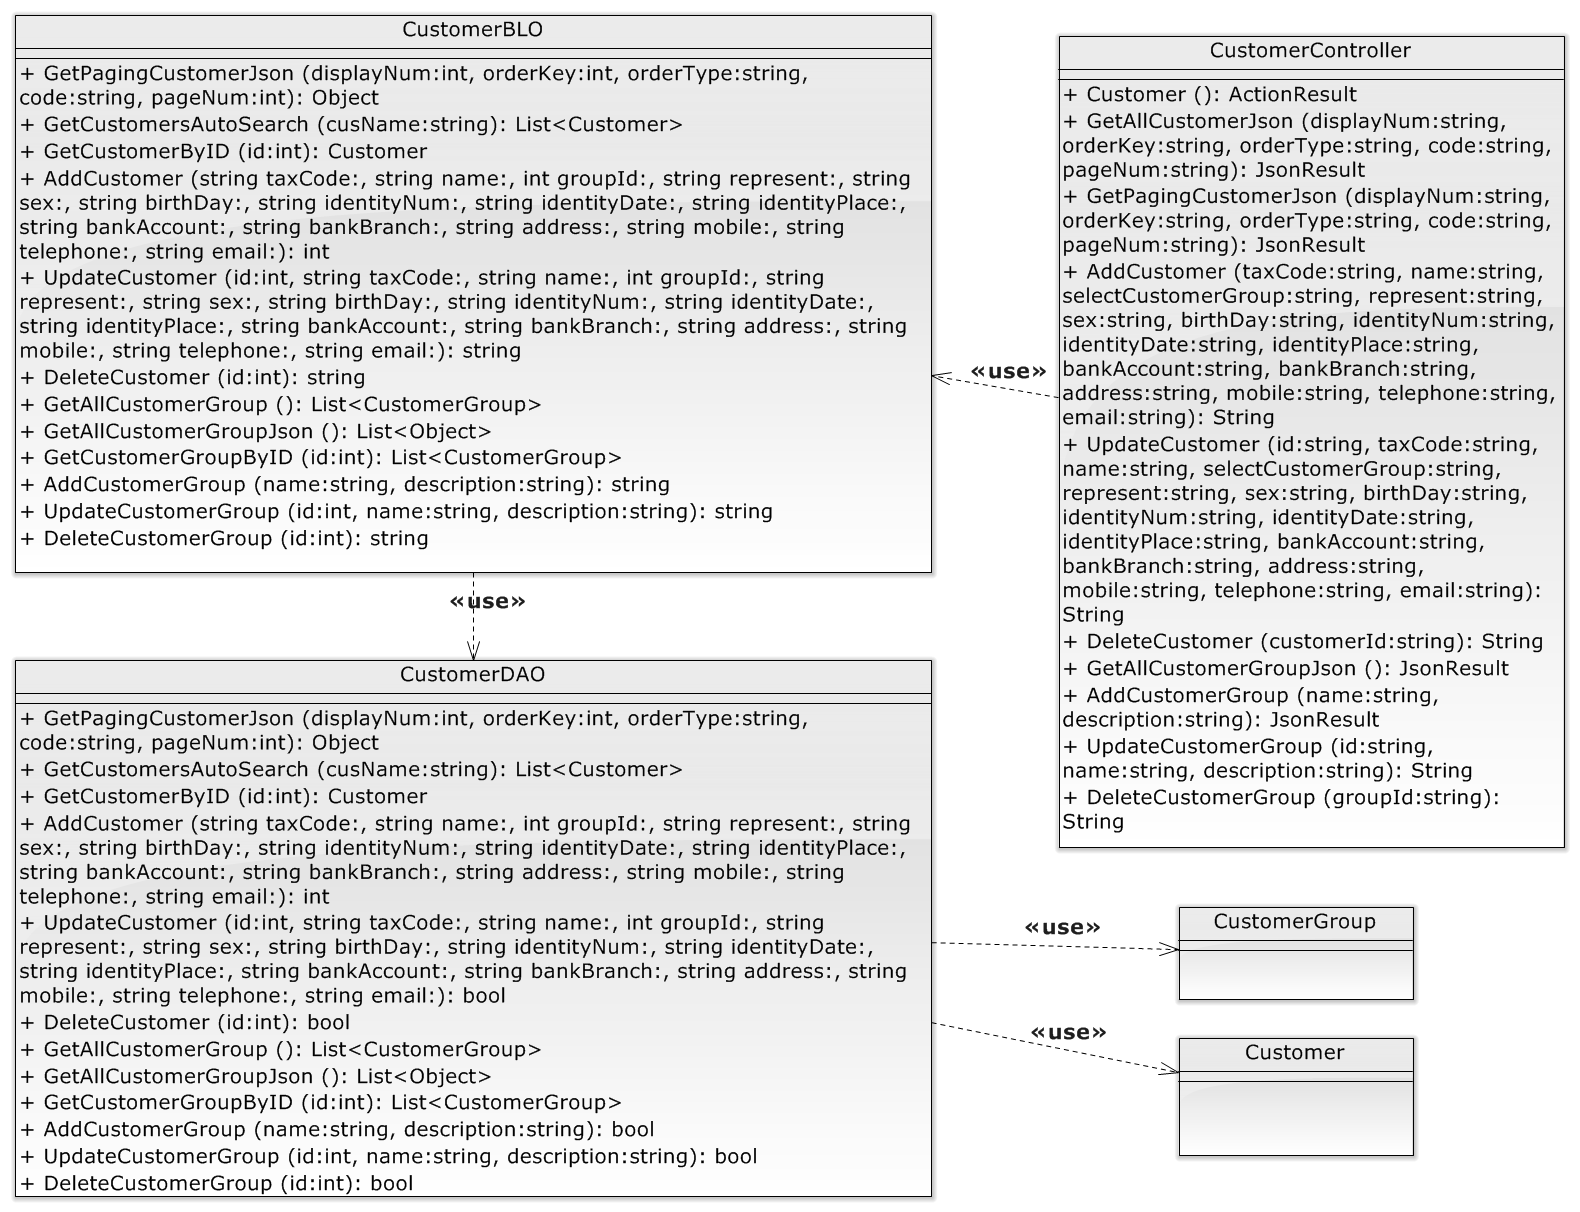 CustomerBLO
+ GetPagingCustomerJson (displayNum:int, orderKey:int, orderType:string,
code:string, pageNum:int): Object
+ GetCustomersAutoSearch (cusName:string): List<Customer>
+ GetCustomerByID (id:int): Customer
+ AddCustomer (string taxCode:, string name:, int groupId:, string represent:, string
sex:, string birthDay:, string identityNum:, string identityDate:, string identityPlace:,
string bankAccount:, string bankBranch:, string address:, string mobile:, string
telephone:, string email:): int
+ UpdateCustomer (id:int, string taxCode:, string name:, int groupId:, string
represent:, string sex:, string birthDay:, string identityNum:, string identityDate:,
string identityPlace:, string bankAccount:, string bankBranch:, string address:, string
mobile:, string telephone:, string email:): string
+ DeleteCustomer (id:int): string
+ GetAllCustomerGroup (): List<CustomerGroup>
+ GetAllCustomerGroupJson (): List<Object>
+ GetCustomerGroupByID (id:int): List<CustomerGroup>
+ AddCustomerGroup (name:string, description:string): string
+ UpdateCustomerGroup (id:int, name:string, description:string): string
+ DeleteCustomerGroup (id:int): string
«use»
CustomerController
+ Customer (): ActionResult
+ GetAllCustomerJson (displayNum:string,
orderKey:string, orderType:string, code:string,
pageNum:string): JsonResult
+ GetPagingCustomerJson (displayNum:string,
orderKey:string, orderType:string, code:string,
pageNum:string): JsonResult
+ AddCustomer (taxCode:string, name:string,
selectCustomerGroup:string, represent:string,
sex:string, birthDay:string, identityNum:string,
identityDate:string, identityPlace:string,
bankAccount:string, bankBranch:string,
address:string, mobile:string, telephone:string,
email:string): String
+ UpdateCustomer (id:string, taxCode:string,
name:string, selectCustomerGroup:string,
represent:string, sex:string, birthDay:string,
identityNum:string, identityDate:string,
identityPlace:string, bankAccount:string,
bankBranch:string, address:string,
mobile:string, telephone:string, email:string):
String
+ DeleteCustomer (customerId:string): String
+ GetAllCustomerGroupJson (): JsonResult
+ AddCustomerGroup (name:string,
description:string): JsonResult
+ UpdateCustomerGroup (id:string,
name:string, description:string): String
+ DeleteCustomerGroup (groupId:string):
String
«use»
CustomerDAO
+ GetPagingCustomerJson (displayNum:int, orderKey:int, orderType:string,
code:string, pageNum:int): Object
+ GetCustomersAutoSearch (cusName:string): List<Customer>
+ GetCustomerByID (id:int): Customer
+ AddCustomer (string taxCode:, string name:, int groupId:, string represent:, string
sex:, string birthDay:, string identityNum:, string identityDate:, string identityPlace:,
string bankAccount:, string bankBranch:, string address:, string mobile:, string
telephone:, string email:): int
+ UpdateCustomer (id:int, string taxCode:, string name:, int groupId:, string
represent:, string sex:, string birthDay:, string identityNum:, string identityDate:,
string identityPlace:, string bankAccount:, string bankBranch:, string address:, string
mobile:, string telephone:, string email:): bool
+ DeleteCustomer (id:int): bool
+ GetAllCustomerGroup (): List<CustomerGroup>
+ GetAllCustomerGroupJson (): List<Object>
+ GetCustomerGroupByID (id:int): List<CustomerGroup>
+ AddCustomerGroup (name:string, description:string): bool
+ UpdateCustomerGroup (id:int, name:string, description:string): bool
+ DeleteCustomerGroup (id:int): bool
«use»
CustomerGroup
«use»
Customer